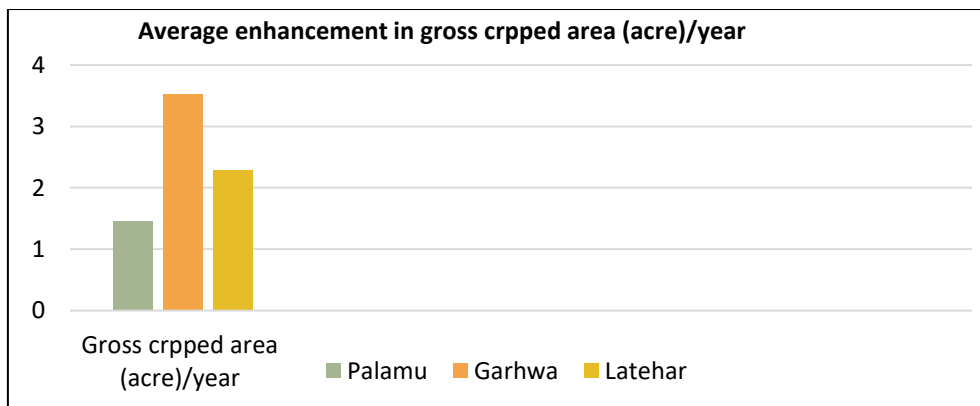 Average enhancement in gross crpped area (acre)/year
4
3
2
1
0
Gross crpped area
(acre)/year
Palamu Garhwa Latehar